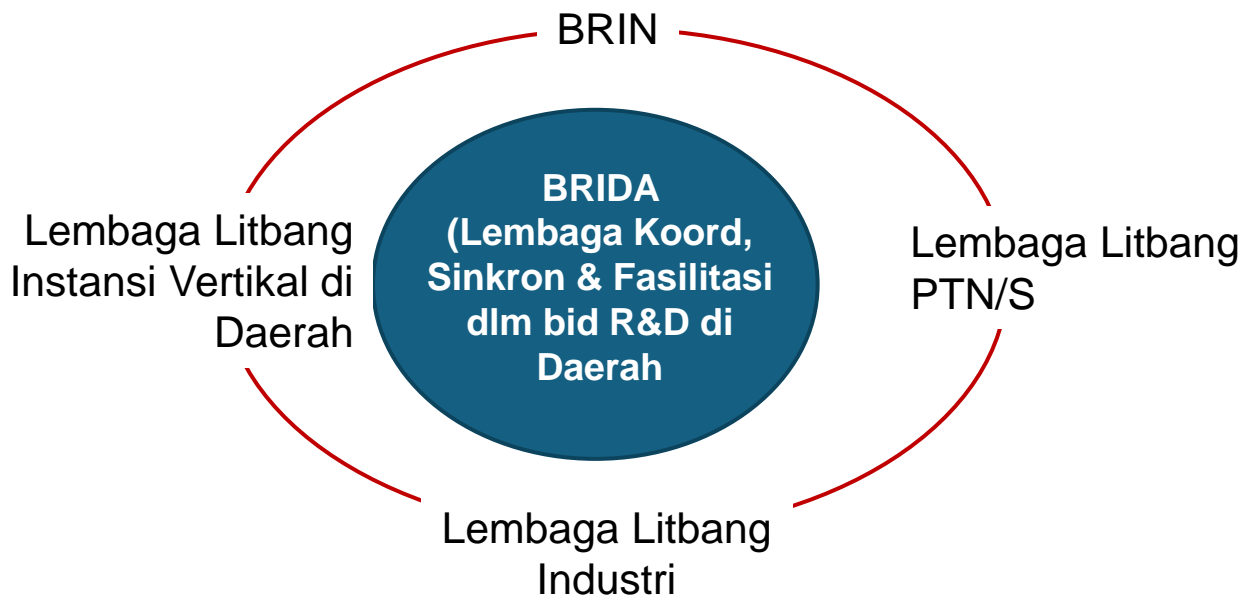 BRIN
BRIDA
(Lembaga Koord,
Sinkron & Fasilitasi
dlm bid R&D di
Daerah
Lembaga Litbang
Instansi Vertikal di
Daerah
Lembaga Litbang
PTN/S
Lembaga Litbang
Industri